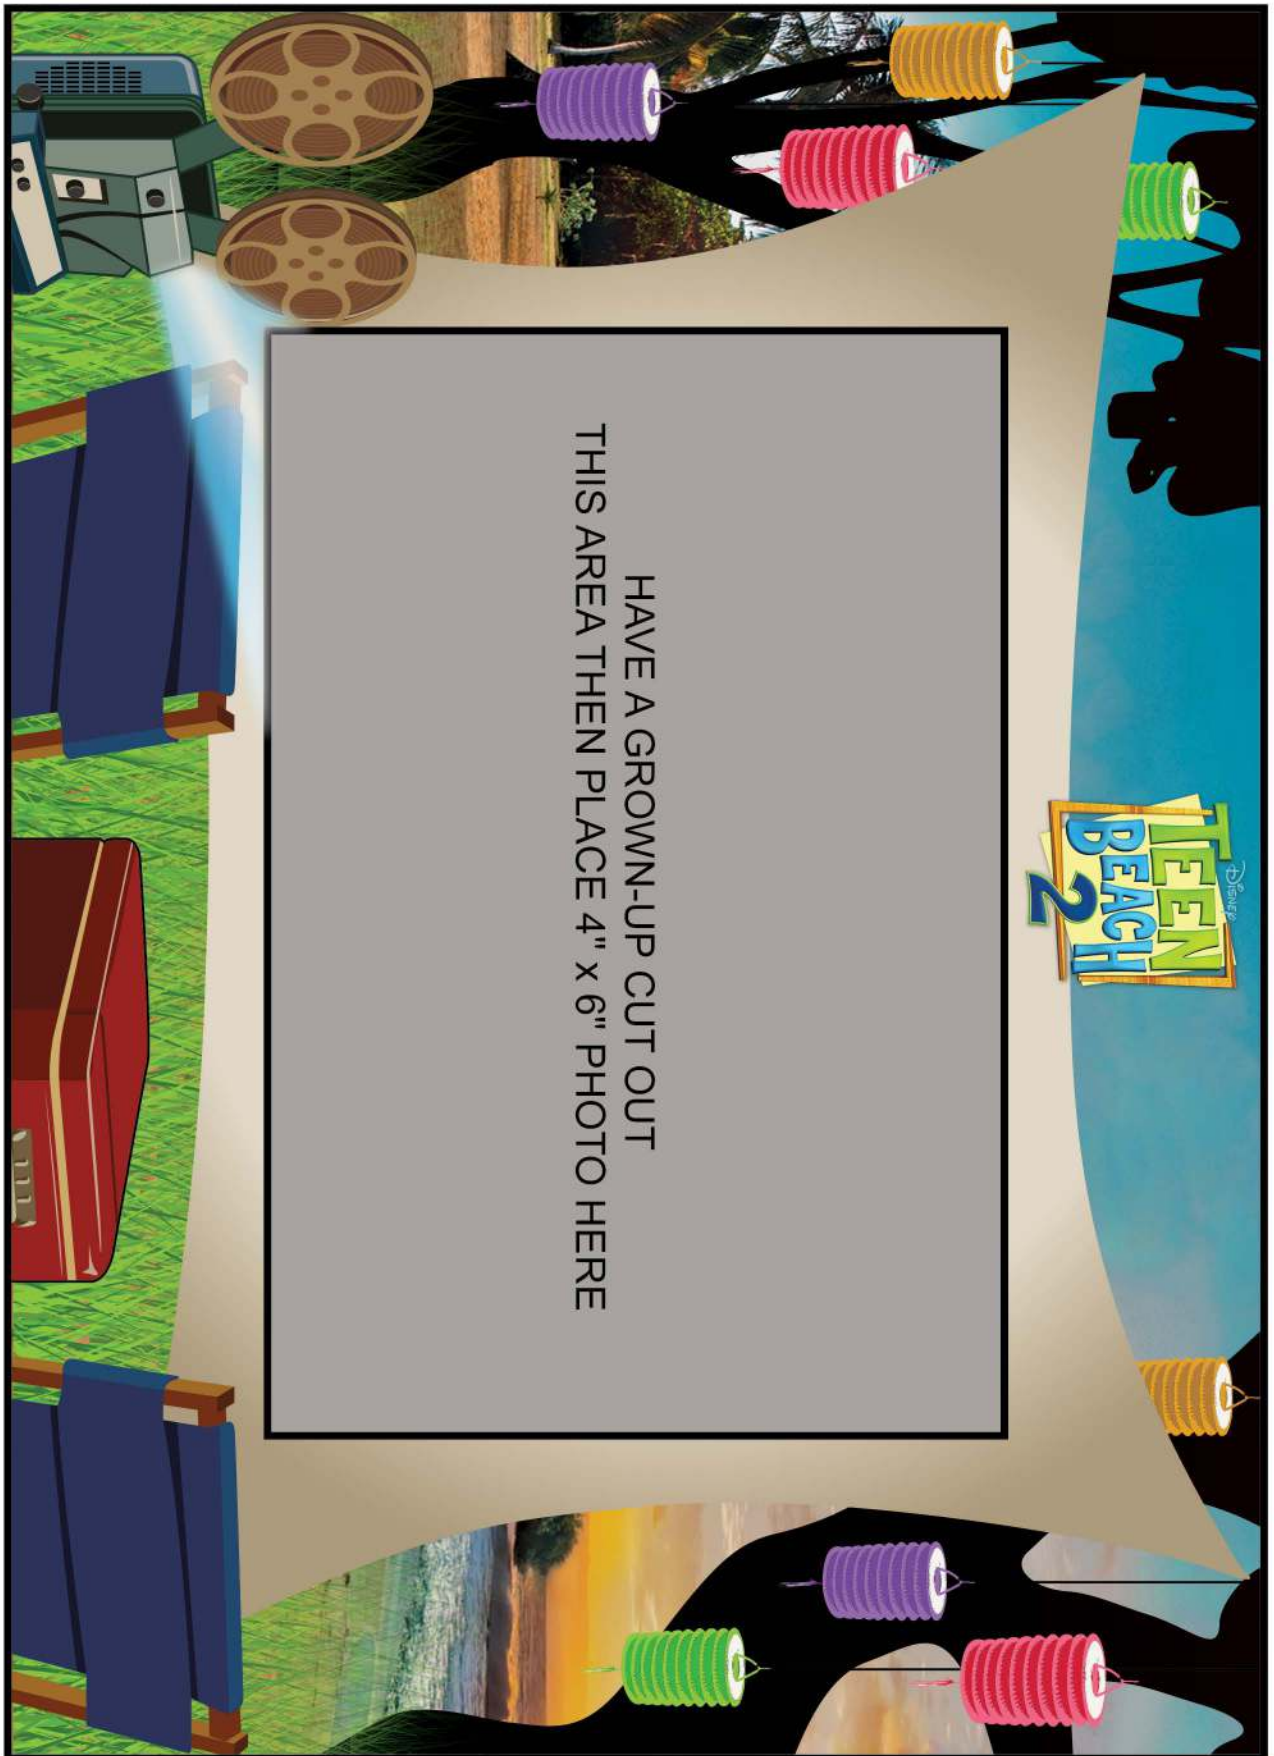 Disney
TEEN
BEACH
2
HAVE A GROWN-UP CUT OUT
THIS AREA THEN PLACE 4" x 6" PHOTO HERE